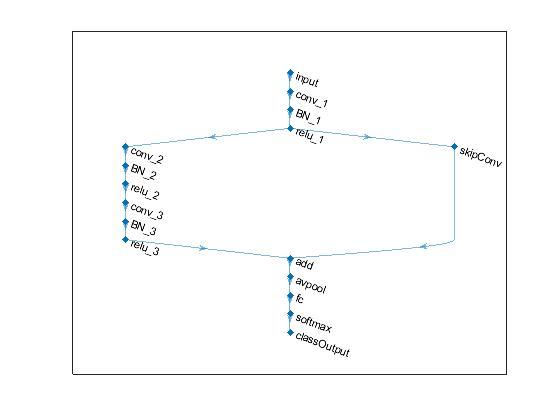 input
conv_1
BN_1
relu_1
conv_2
BN_2
relu_2
conv_3
BN_3
relu_3
skipConv
add
avpool
fc
softmax
classOutput